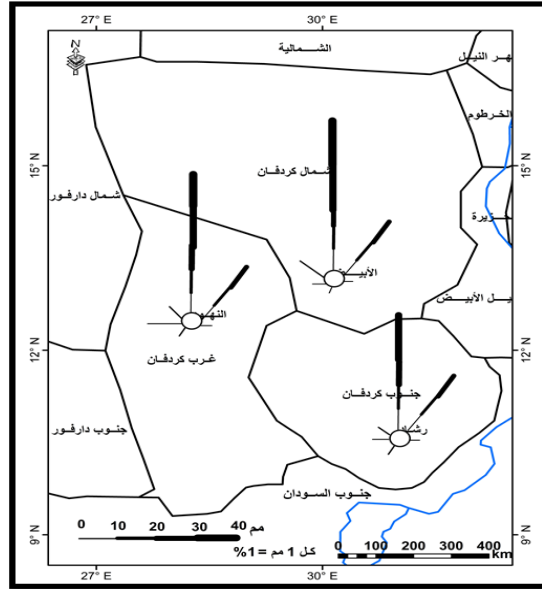 27° E 30° E
N
الشـــمالية
نهر النيل
الخرطوم
15° N 15° N
شمال كردفان
شمال دارفور
جزيرة
الأبيض
النيل الأبيض
النهود
12° N 12° N
غرب كردفان
جنوب كردفان
رشاد
جنوب دارفور
جنوب السودان
0 10 20 30 40 مم
كل 1 مم = 1%
0 100 200 300 400
km
9° N 9° N
27° E 30° E